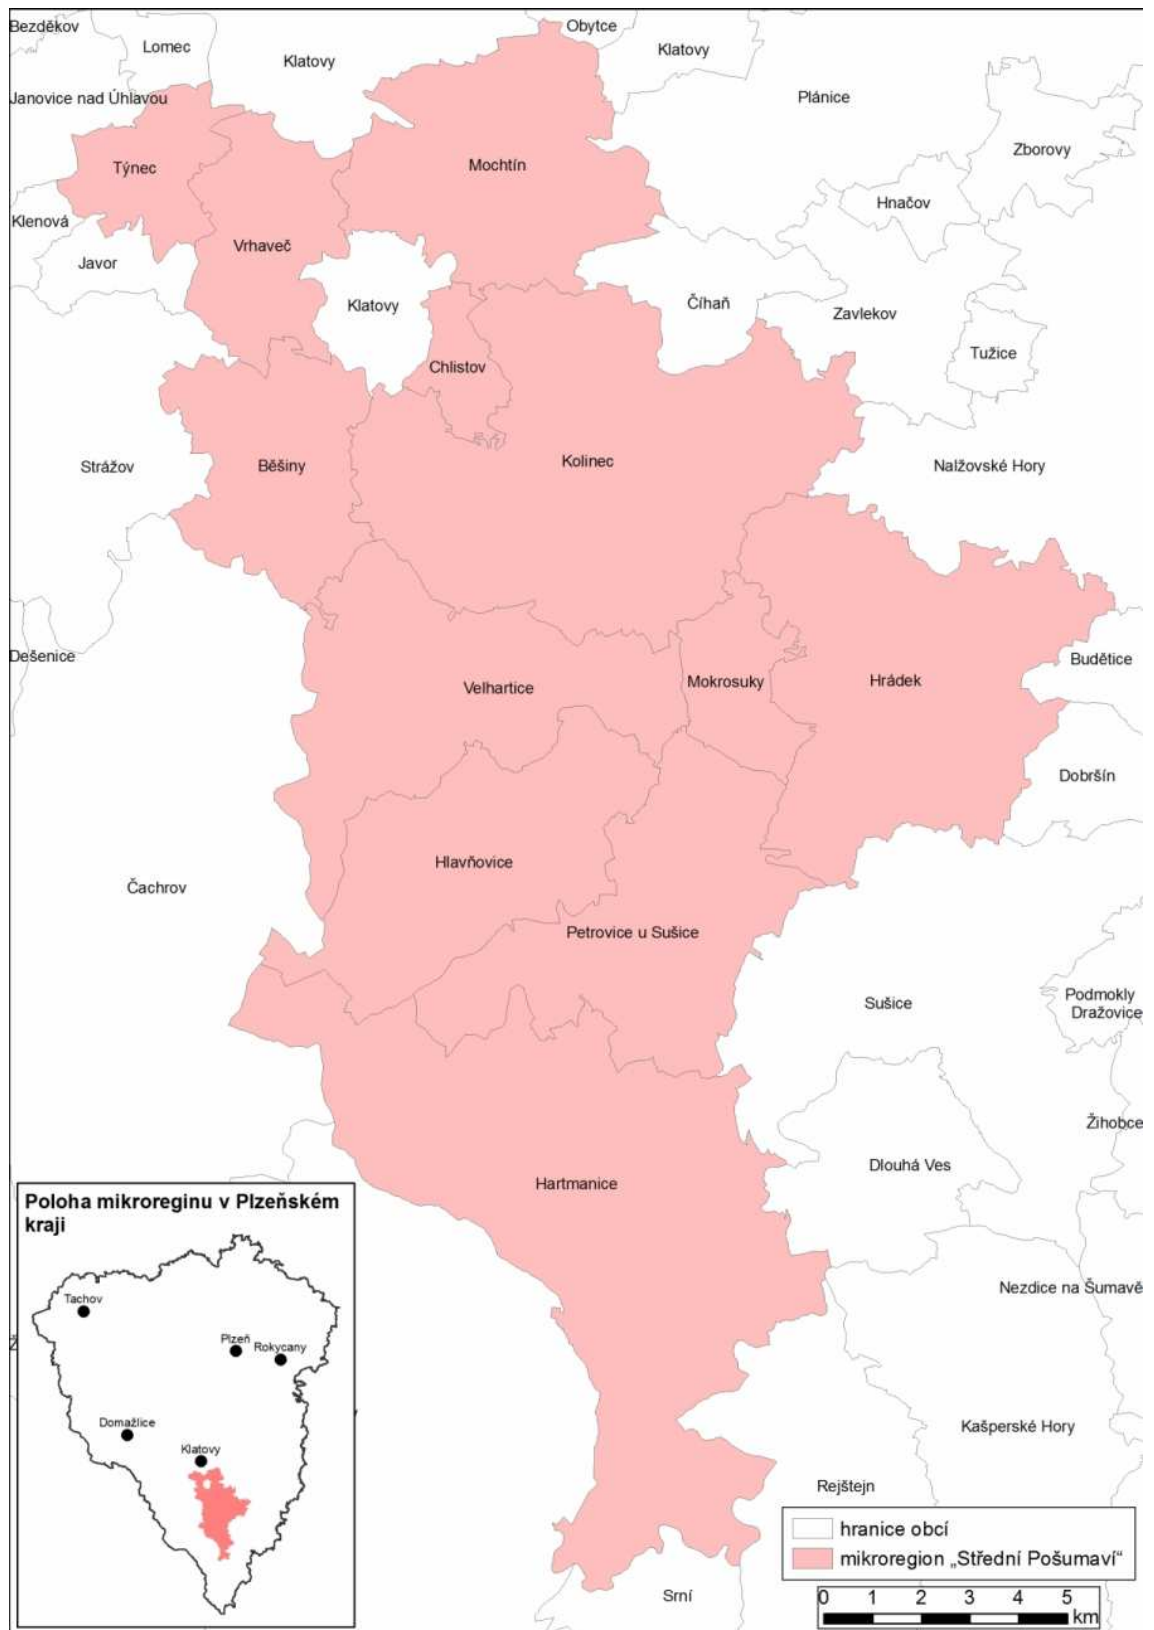 Bezděkov
Lomec
Klatovy
Obytce
Klatovy
Janovice nad Úhlavou
Plánice
Týnec
Mochtín
Zborovy
Hnačov
Klenová
Vrhaveč
Javor
Klatovy
Číhaň
Zavlekov
Tužice
Chlistov
Strážov
Běšiny
Kolinec
Nalžovské Hory
Dešenice
Budětice
Velhartice
Mokrosuky
Hrádek
Dobršín
Hlavňovice
Čachrov
Petrovice u Sušice
Sušice
Podmokly
Dražovice
Žihobce
Dlouhá Ves
Hartmanice
Nezdice na Šumavě
Kašperské Hory
Rejštejn
Srní
Ž
Poloha mikroreginu v Plzeňském
kraji
Tachov
Plzeň
Rokycany
Domažlice
Klatovy
hranice obcí
mikroregion „Střední Pošumaví“
0 1 2 3 4 5
km